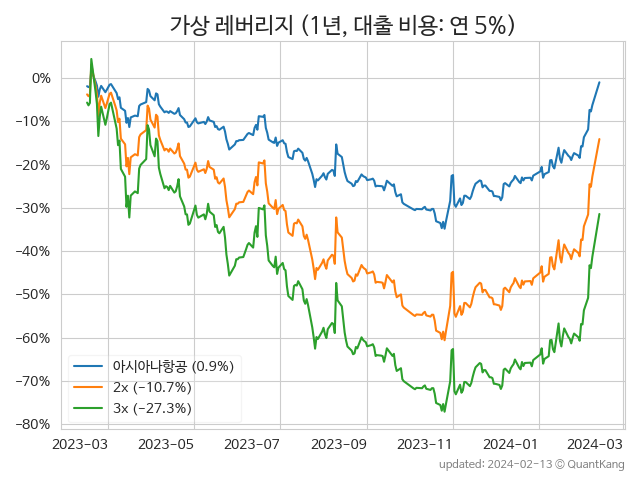 가상 레버리지 (1년, 대출 비용: 연 5%)
0%
−10%
−20%
−30%
−40%
−50%
−60%
−70%
−80%
아시아나항공 (0.9%)
2x (−10.7%)
3x (−27.3%)
2023-03 2023-05 2023-07 2023-09 2023-11 2024-01 2024-03
updated: 2024-02-13 ⓒ QuantKang